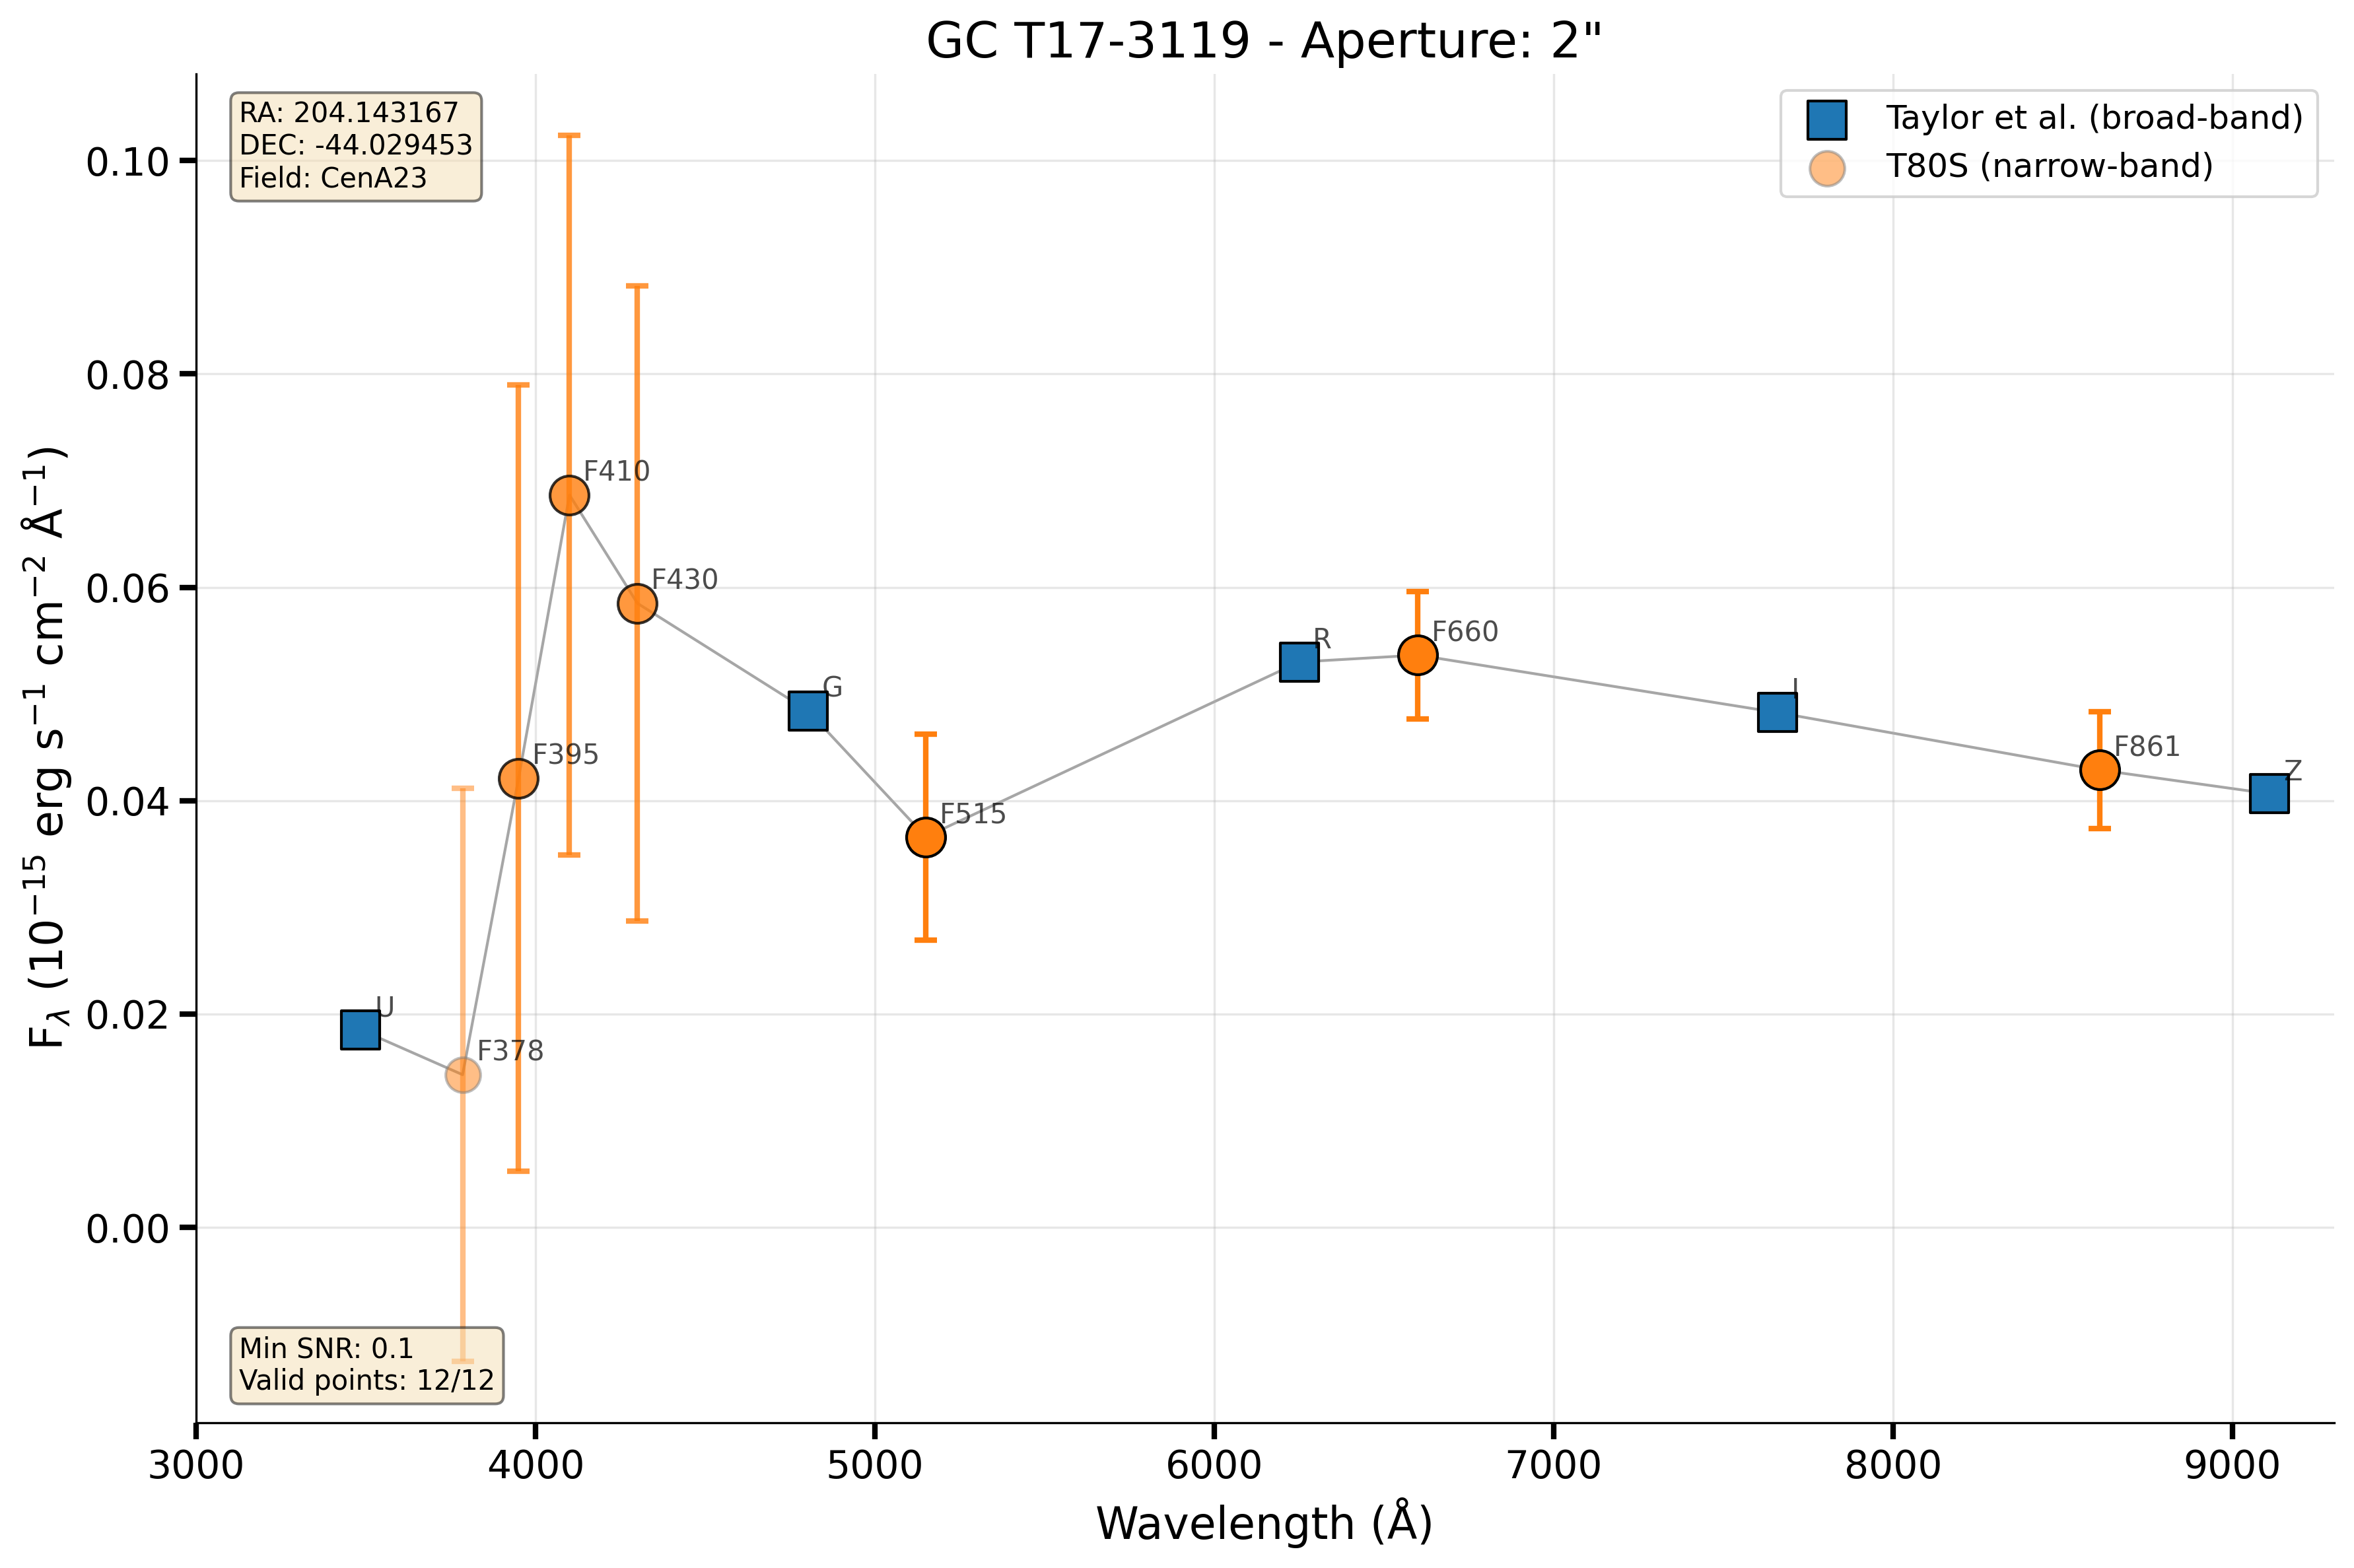 GC T17-3119 - Aperture: 2"
RA: 204.143167
DEC: -44.029453
Field: CenA23
Taylor et al. (broad-band)
T80S (narrow-band)
F_λ (10⁻¹⁵ erg s⁻¹ cm⁻² Å⁻¹)
0.10
0.08
0.06
0.04
0.02
0.00
U
F378
F395
F410
F430
G
F515
R
F660
I
F861
Z
Min SNR: 0.1
Valid points: 12/12
3000 4000 5000 6000 7000 8000 9000
Wavelength (Å)